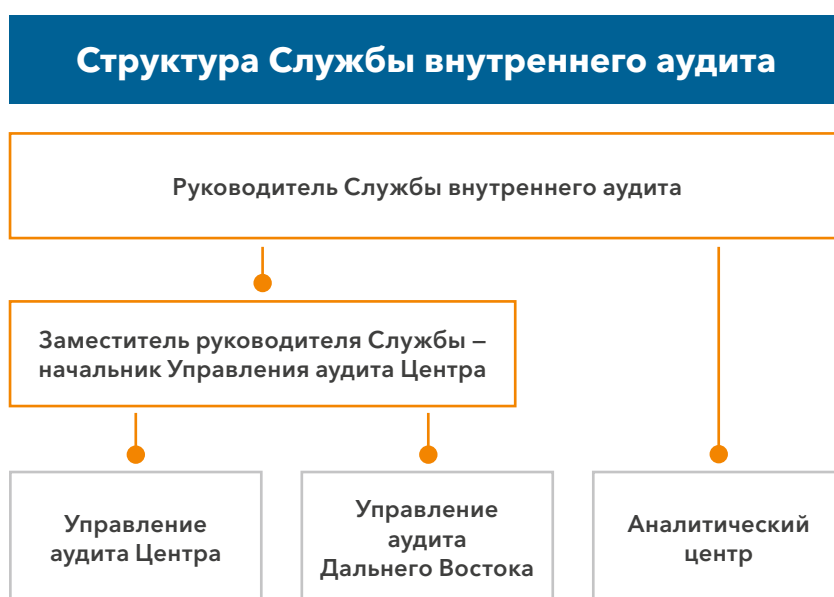 Структура Службы внутреннего аудита
Руководитель Службы внутреннего аудита
Заместитель руководителя Службы –
начальник Управления аудита Центра
Управление
аудита Центра
Управление
аудита
Дальнего Востока
Аналитический
центр